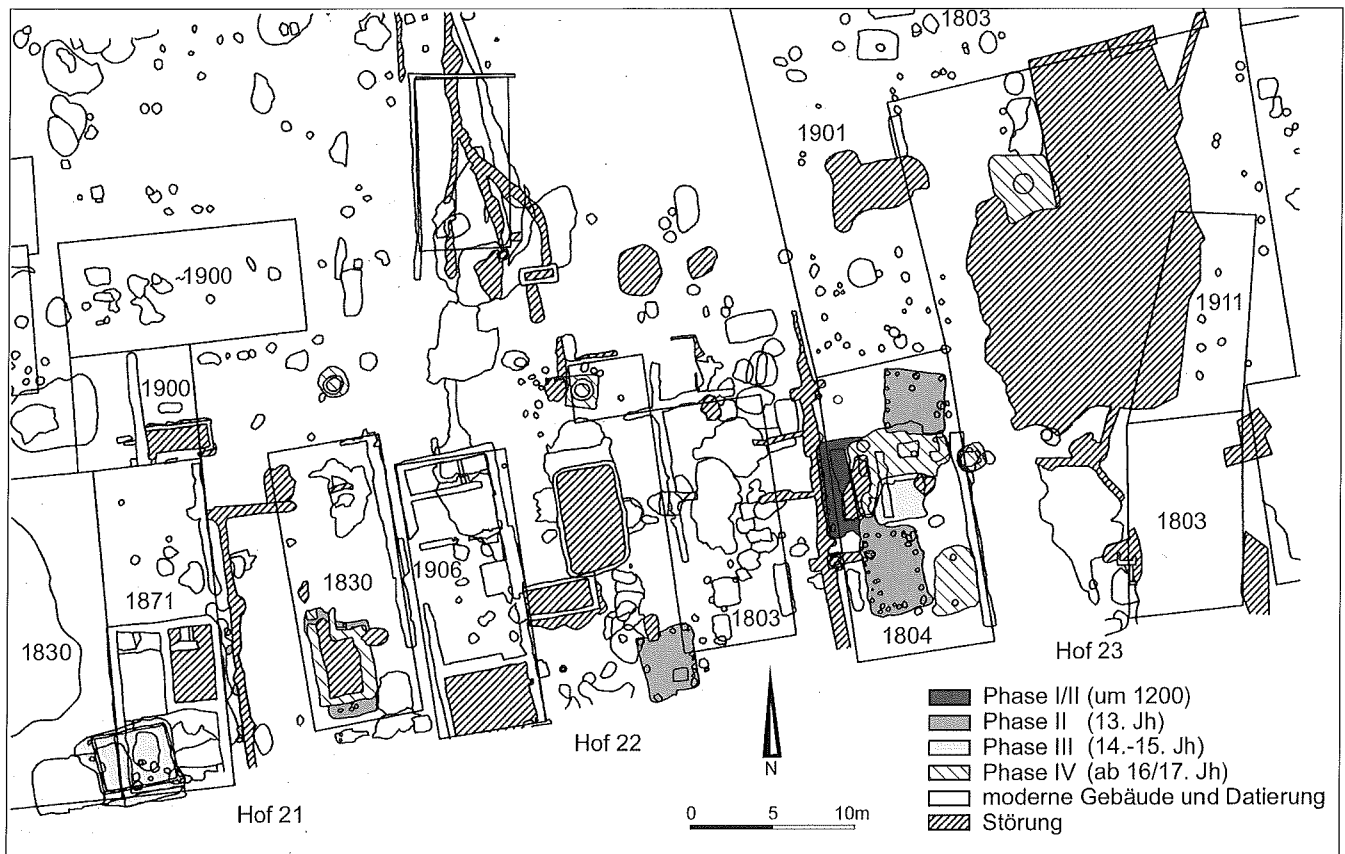 1803
1901
~1900
1911
1900
1803
1830
1906
1871
1803
1830
1804
Hof 23
Hof 22
Hof 21
N
0 5 10m
Phase I/II (um 1200)
Phase II (13. Jh)
Phase III (14.-15. Jh)
Phase IV (ab 16/17. Jh)
moderne Gebäude und Datierung
Störung